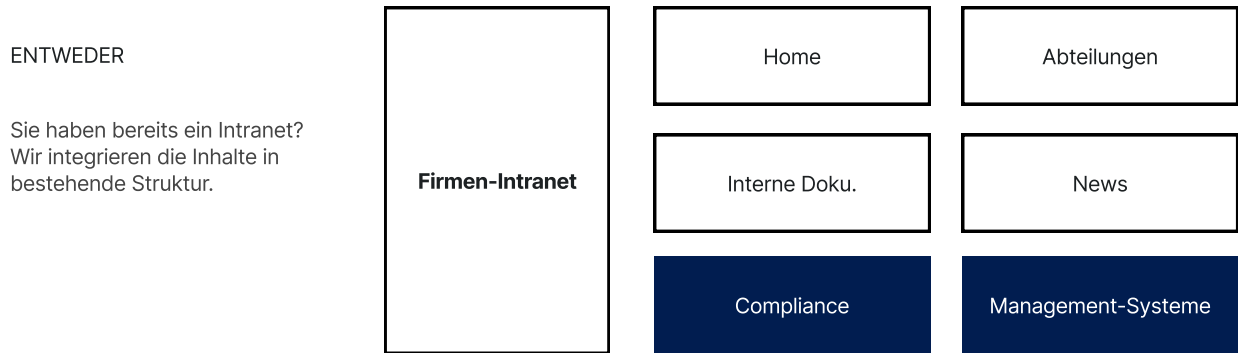 ENTWEDER
Sie haben bereits ein Intranet?
Wir integrieren die Inhalte in
bestehende Struktur.
Firmen-Intranet
Home
Abteilungen
Interne Doku.
News
Compliance
Management-Systeme